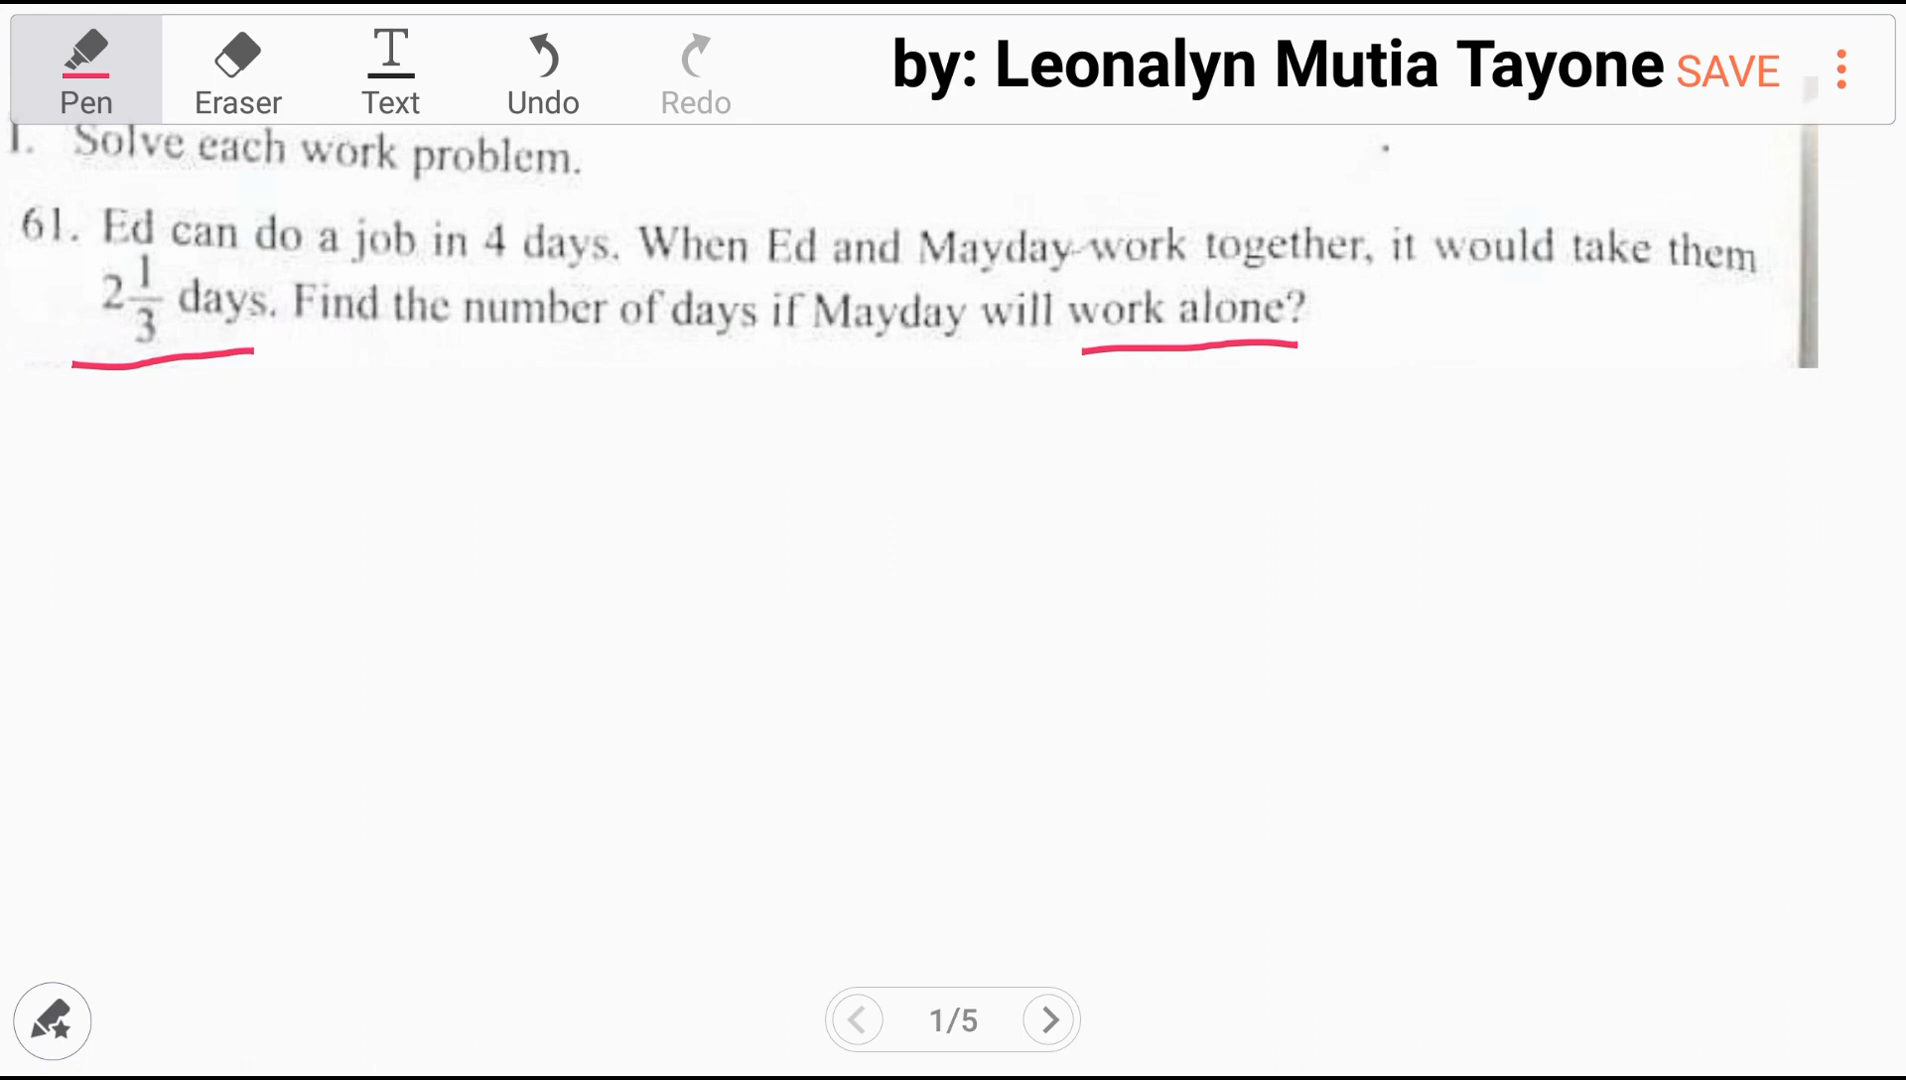 by: Leonalyn Mutia Tayone SAVE
Pen Eraser Text Undo Redo
I. Solve each work problem.
61. Ed can do a job in 4 days. When Ed and Mayday work together, it would take them
2 1/3 days. Find the number of days if Mayday will work alone?
1/5